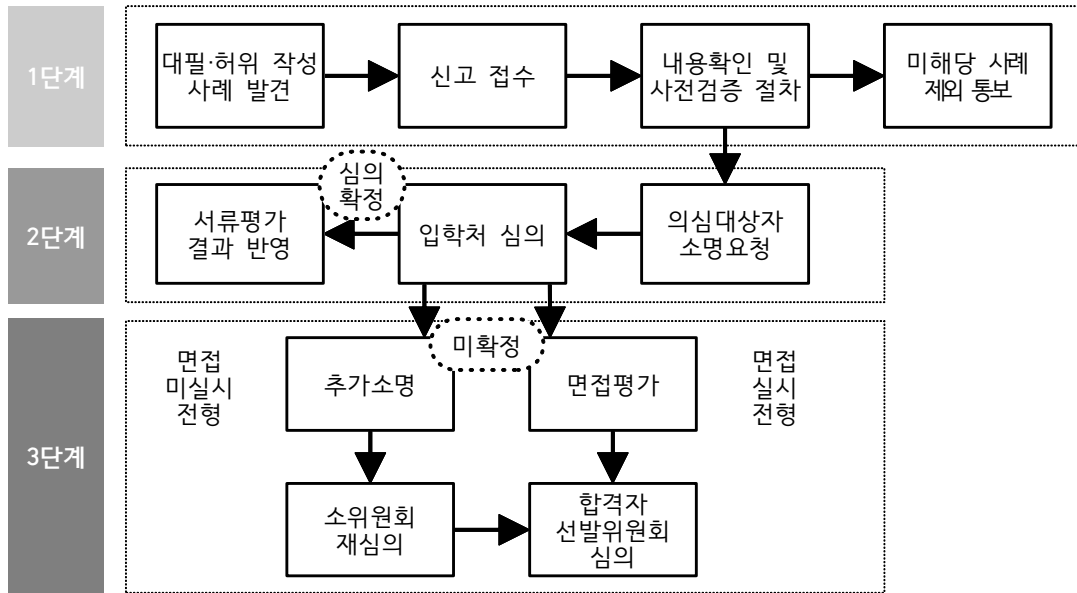 1단계
대필·허위 작성
사례 발견
신고 접수
내용확인 및
사전검증 절차
미해당 사례
제외 통보
2단계
서류평가
결과 반영
심의
확정
입학처 심의
의심대상자
소명요청
3단계
면접
미실시
전형
추가소명
미확정
면접평가
면접
실시
전형
소위원회
재심의
합격자
선발위원회
심의